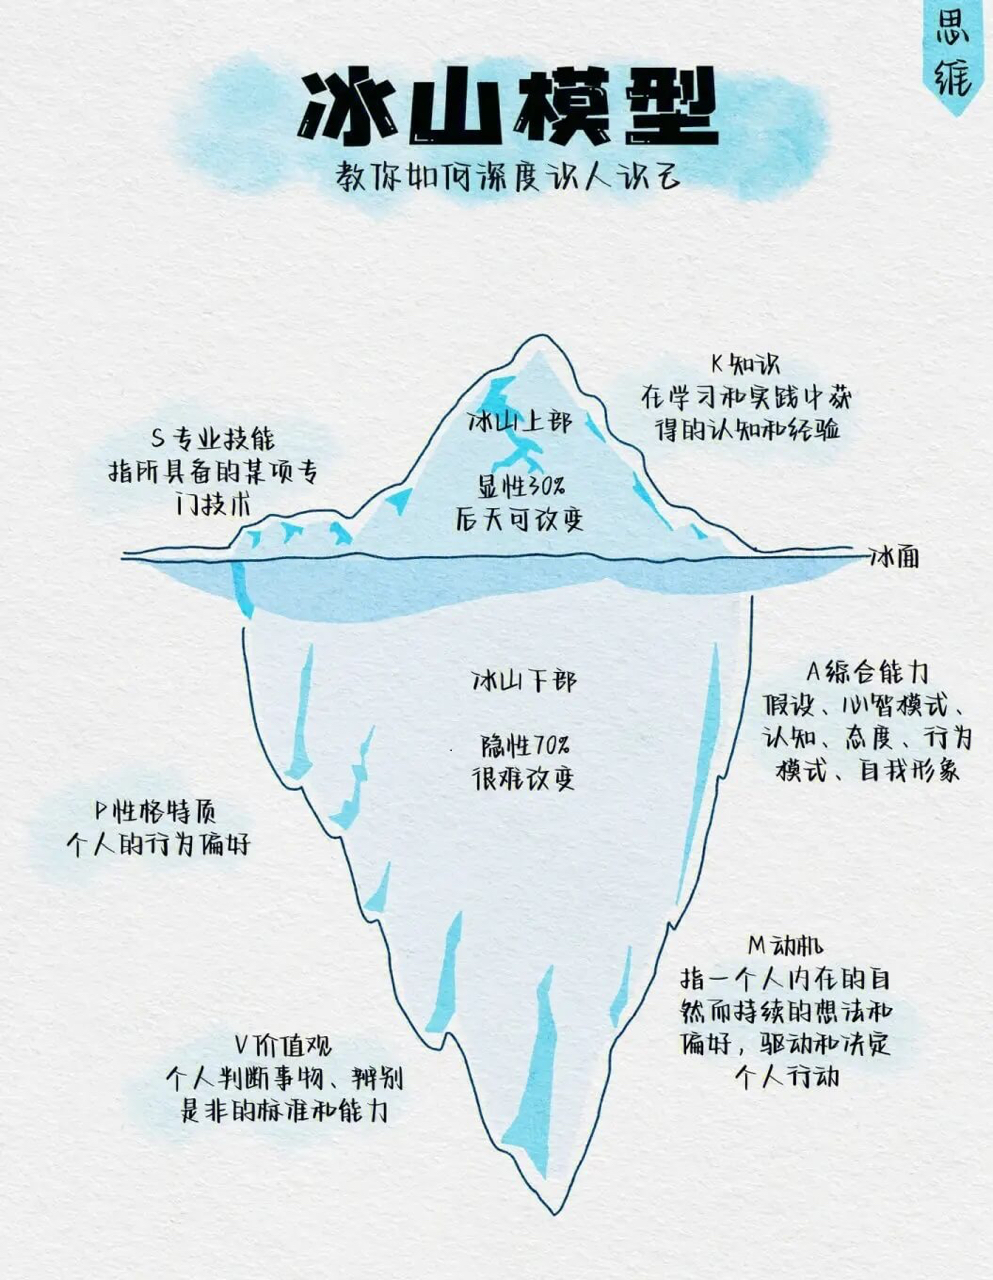 思
维
冰山模型
教你如何深度识人识己
K知识
在学习和实践中获
得的认知和经验
冰山上部
S专业技能
指所具备的某项专
门技术
显性30%
后天可改变
冰面
冰山下部
A综合能力
假设、心智模式、
认知、态度、行为
模式、自我形象
隐性70%
很难改变
P性格特质
个人的行为偏好
M动机
指一个人内在的自
然而持续的想法和
偏好，驱动和决定
个人行动
V价值观
个人判断事物、辨别
是非的标准和能力